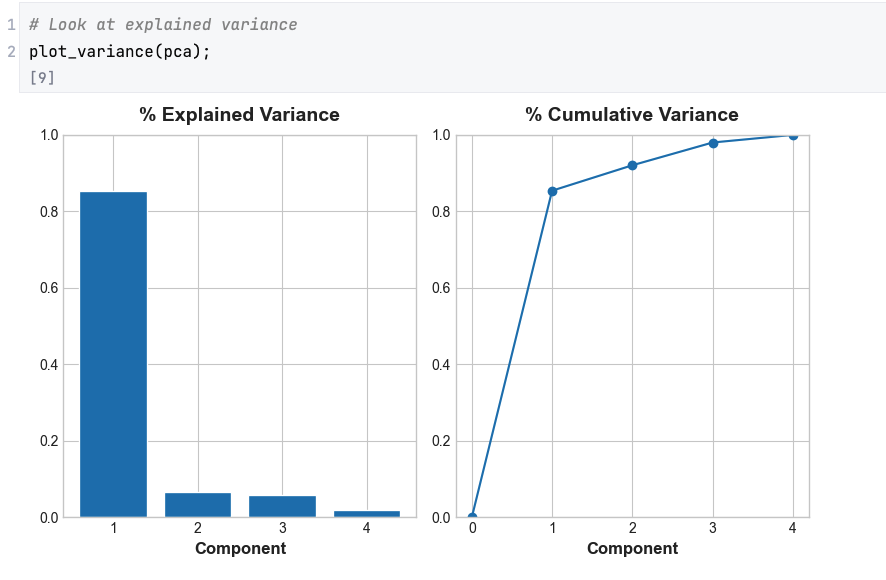 1 # Look at explained variance
2 plot_variance(pca);
[9]
% Explained Variance
1.0
0.8
0.6
0.4
0.2
0.0
1 2 3 4
Component
% Cumulative Variance
1.0
0.8
0.6
0.4
0.2
0.0
0 1 2 3 4
Component